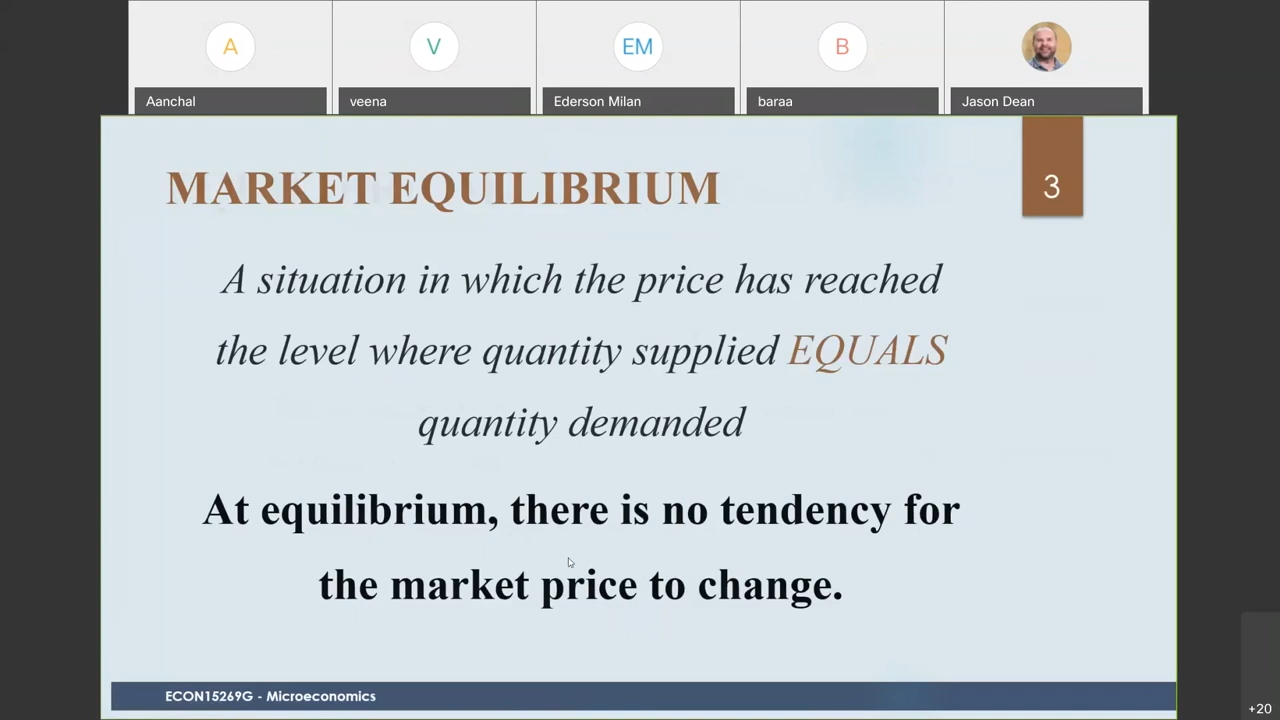 A
V
EM
B
Aanchal
veena
Ederson Milan
baraa
Jason Dean
MARKET EQUILIBRIUM
3
A situation in which the price has reached
the level where quantity supplied EQUALS
quantity demanded
At equilibrium, there is no tendency for
the market price to change.
ECON15269G - Microeconomics
+20